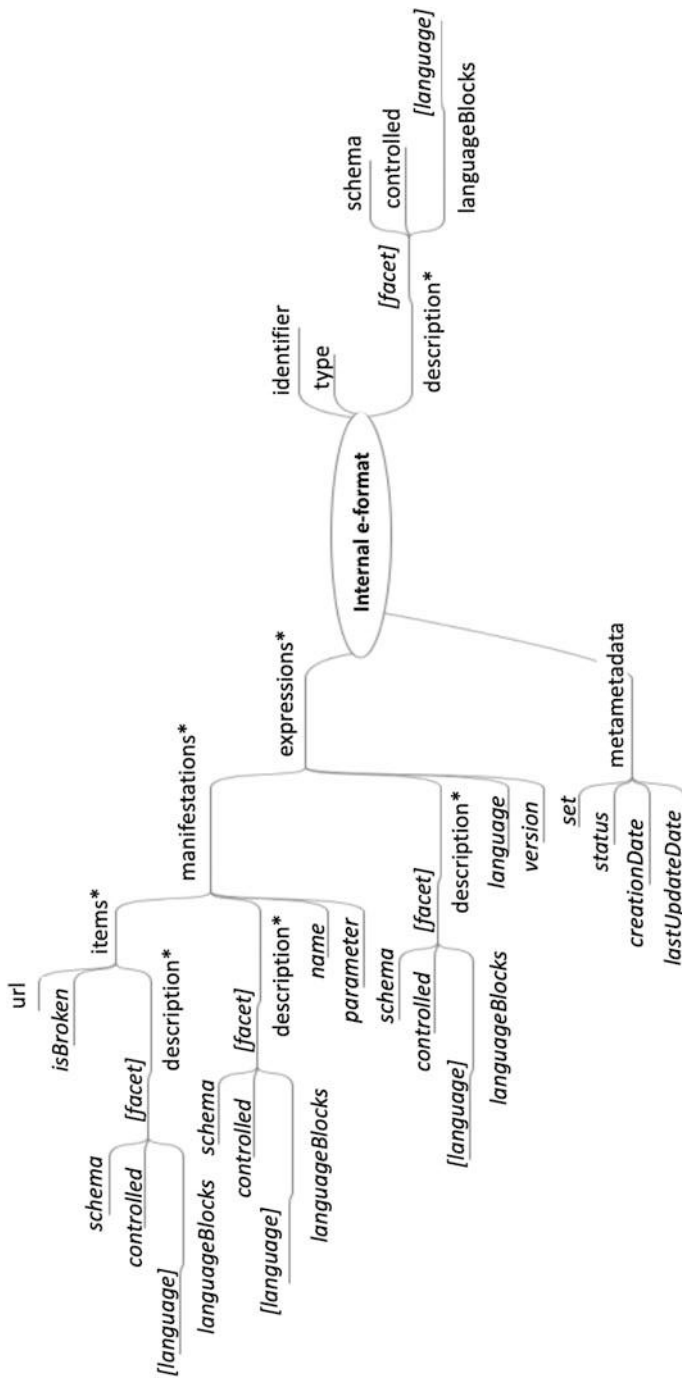 url
isBroken
items*
schema
controlled
[language]
languageBlocks
[facet]
description*
manifestations*
schema
controlled
[language]
languageBlocks
[facet]
description*
name
parameter
expressions*
schema
controlled
[language]
languageBlocks
[facet]
description*
language
version
Internal e-format
identifier
type
[facet]
description*
schema
controlled
[language]
languageBlocks
metametadata
set
status
creationDate
lastUpdateDate